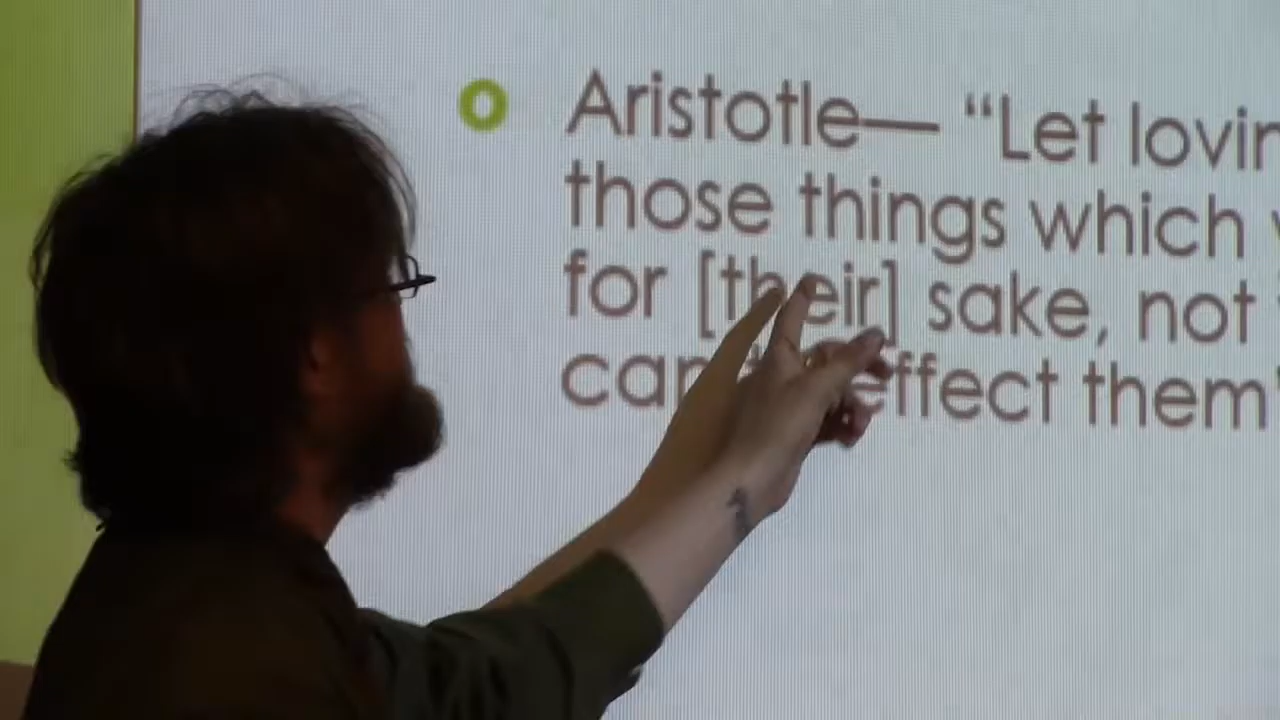 Aristotle— “Let lovin
those things which
for [their] sake, not
effect them